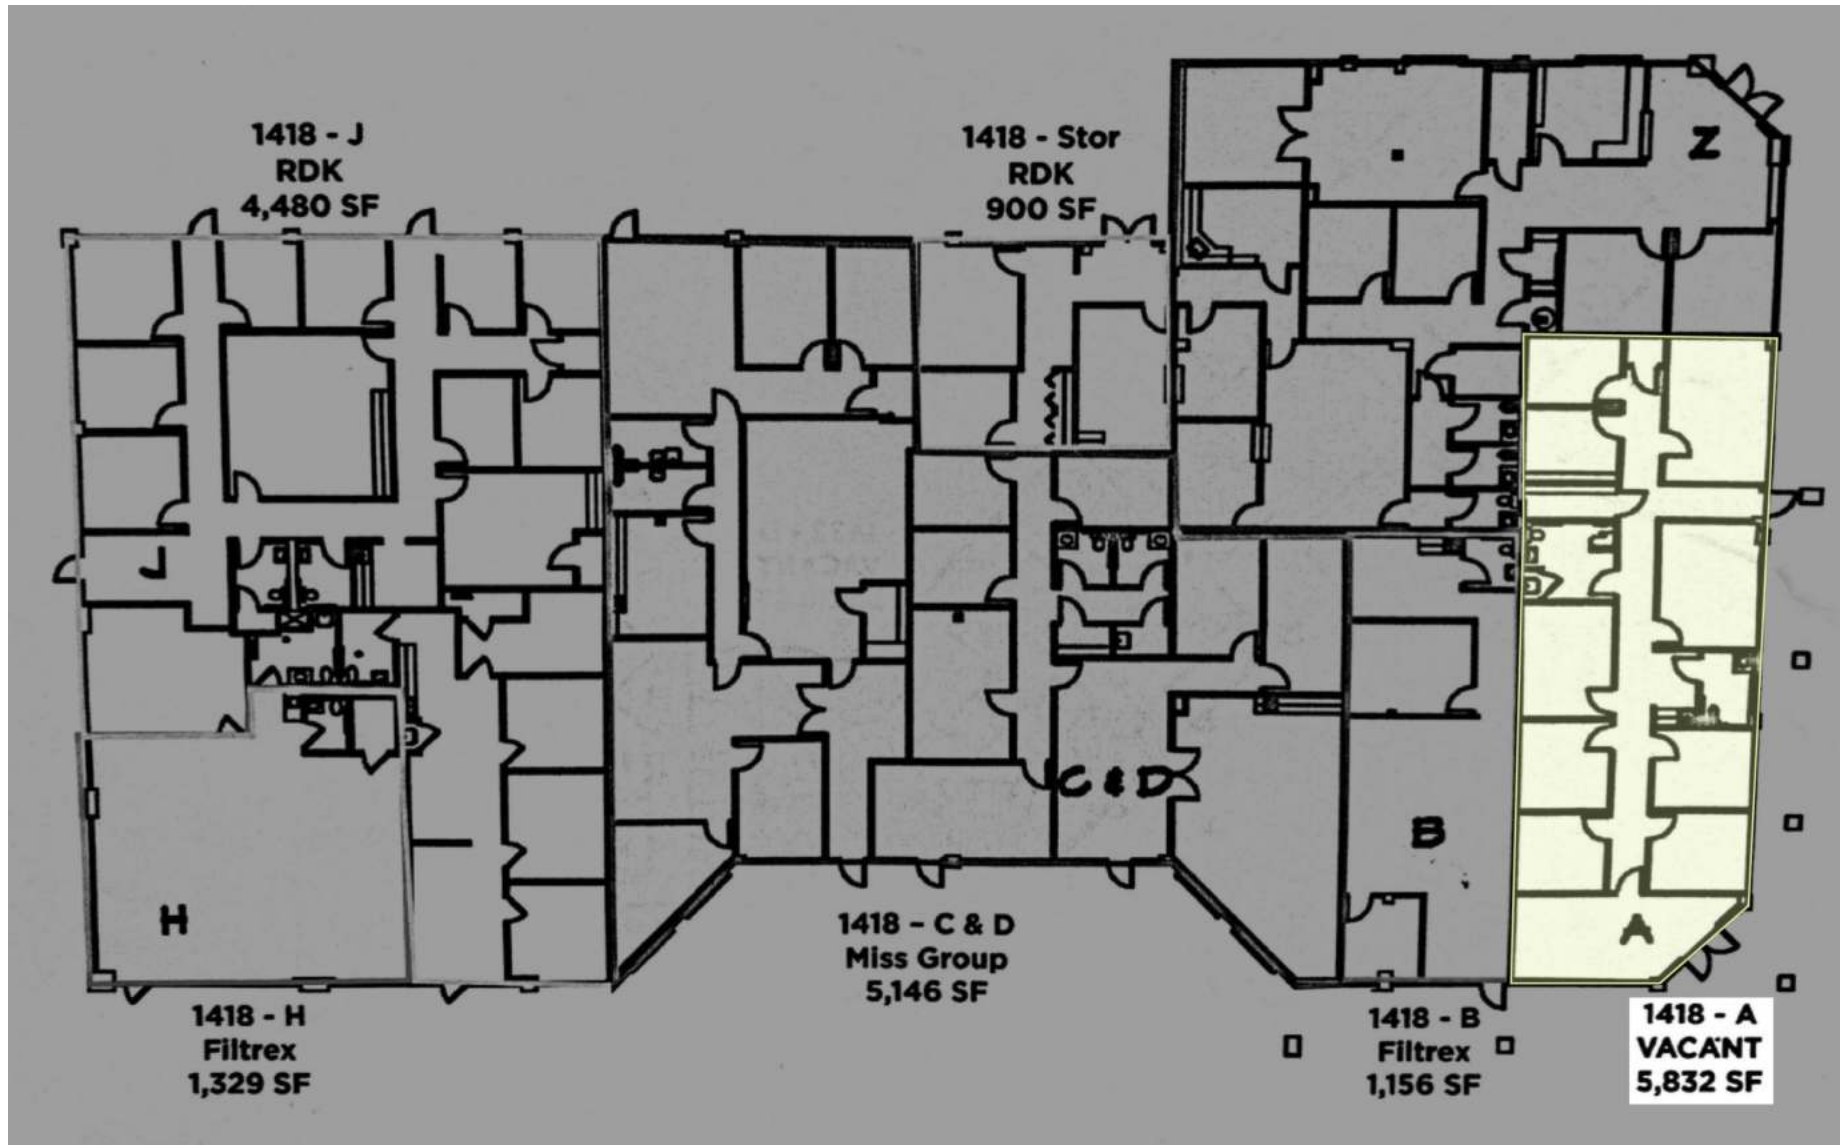 1418 - J
RDK
4,480 SF
1418 - Stor
RDK
900 SF
Z
J
C & D
B
H
A
1418 - C & D
Miss Group
5,146 SF
1418 - H
Filtrex
1,329 SF
1418 - B
Filtrex
1,156 SF
1418 - A
VACANT
5,832 SF